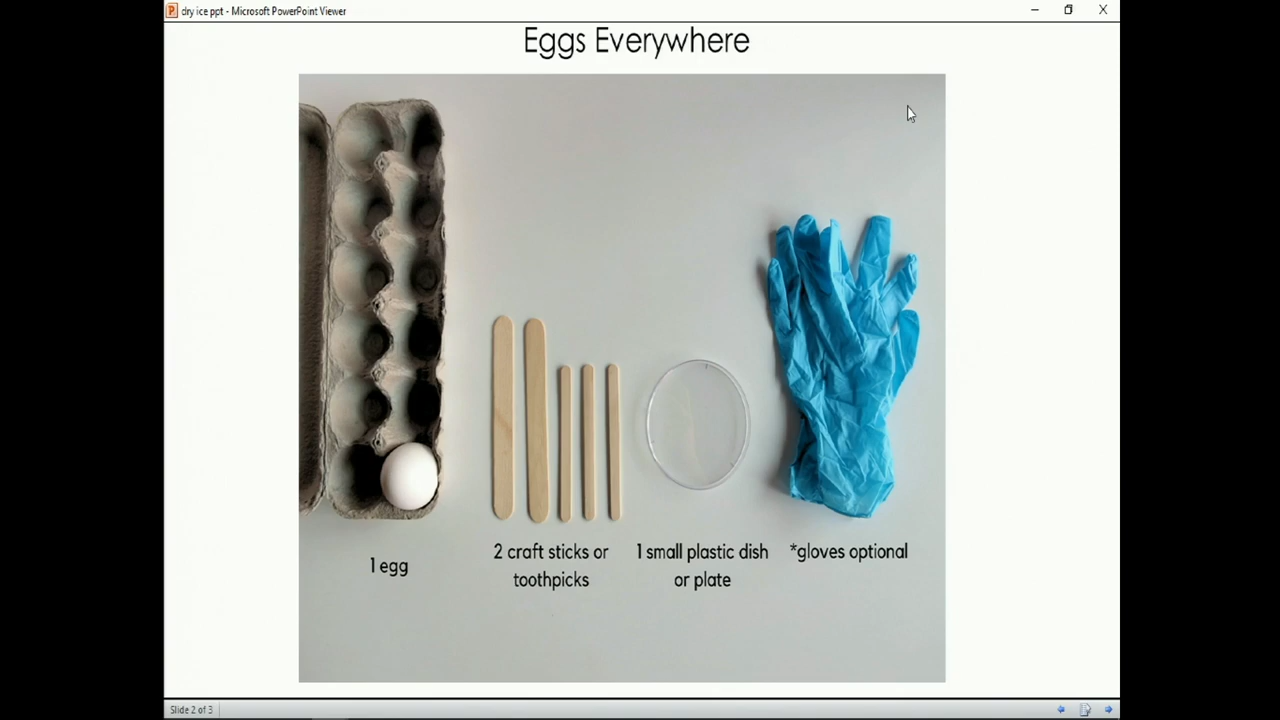 dry ice ppt - Microsoft PowerPoint Viewer
Eggs Everywhere
1 egg
2 craft sticks or
toothpicks
1 small plastic dish
or plate
*gloves optional
Slide 2 of 3